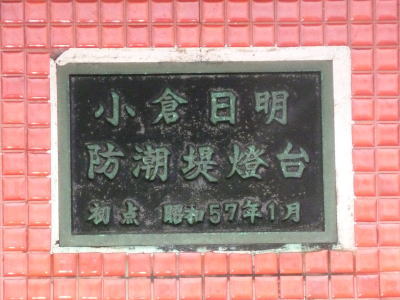 小倉日明
防潮堤燈台
初点 昭和57年1月